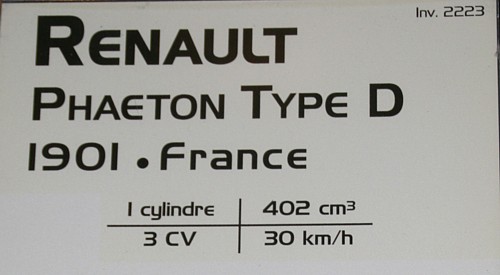 Inv. 2223
RENAULT
PHAETON TYPE D
1901 • France
1 cylindre 402 cm³
3 CV 30 km/h